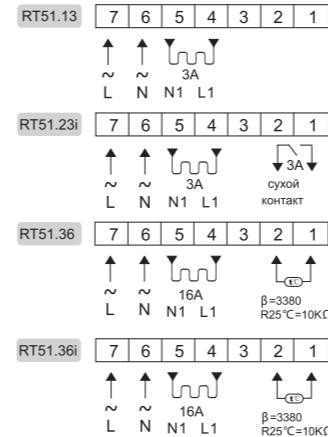 RT51.13 7 6 5 4 3 2 1
3A
~ ~
L N N1 L1
RT51.23i 7 6 5 4 3 2 1
3A
~ ~ 3A сухой
L N N1 L1 контакт
RT51.36 7 6 5 4 3 2 1
t℃
~ ~ 16A β=3380
L N N1 L1 R25℃=10KΩ
RT51.36i 7 6 5 4 3 2 1
t℃
~ ~ 16A β=3380
L N N1 L1 R25℃=10KΩ